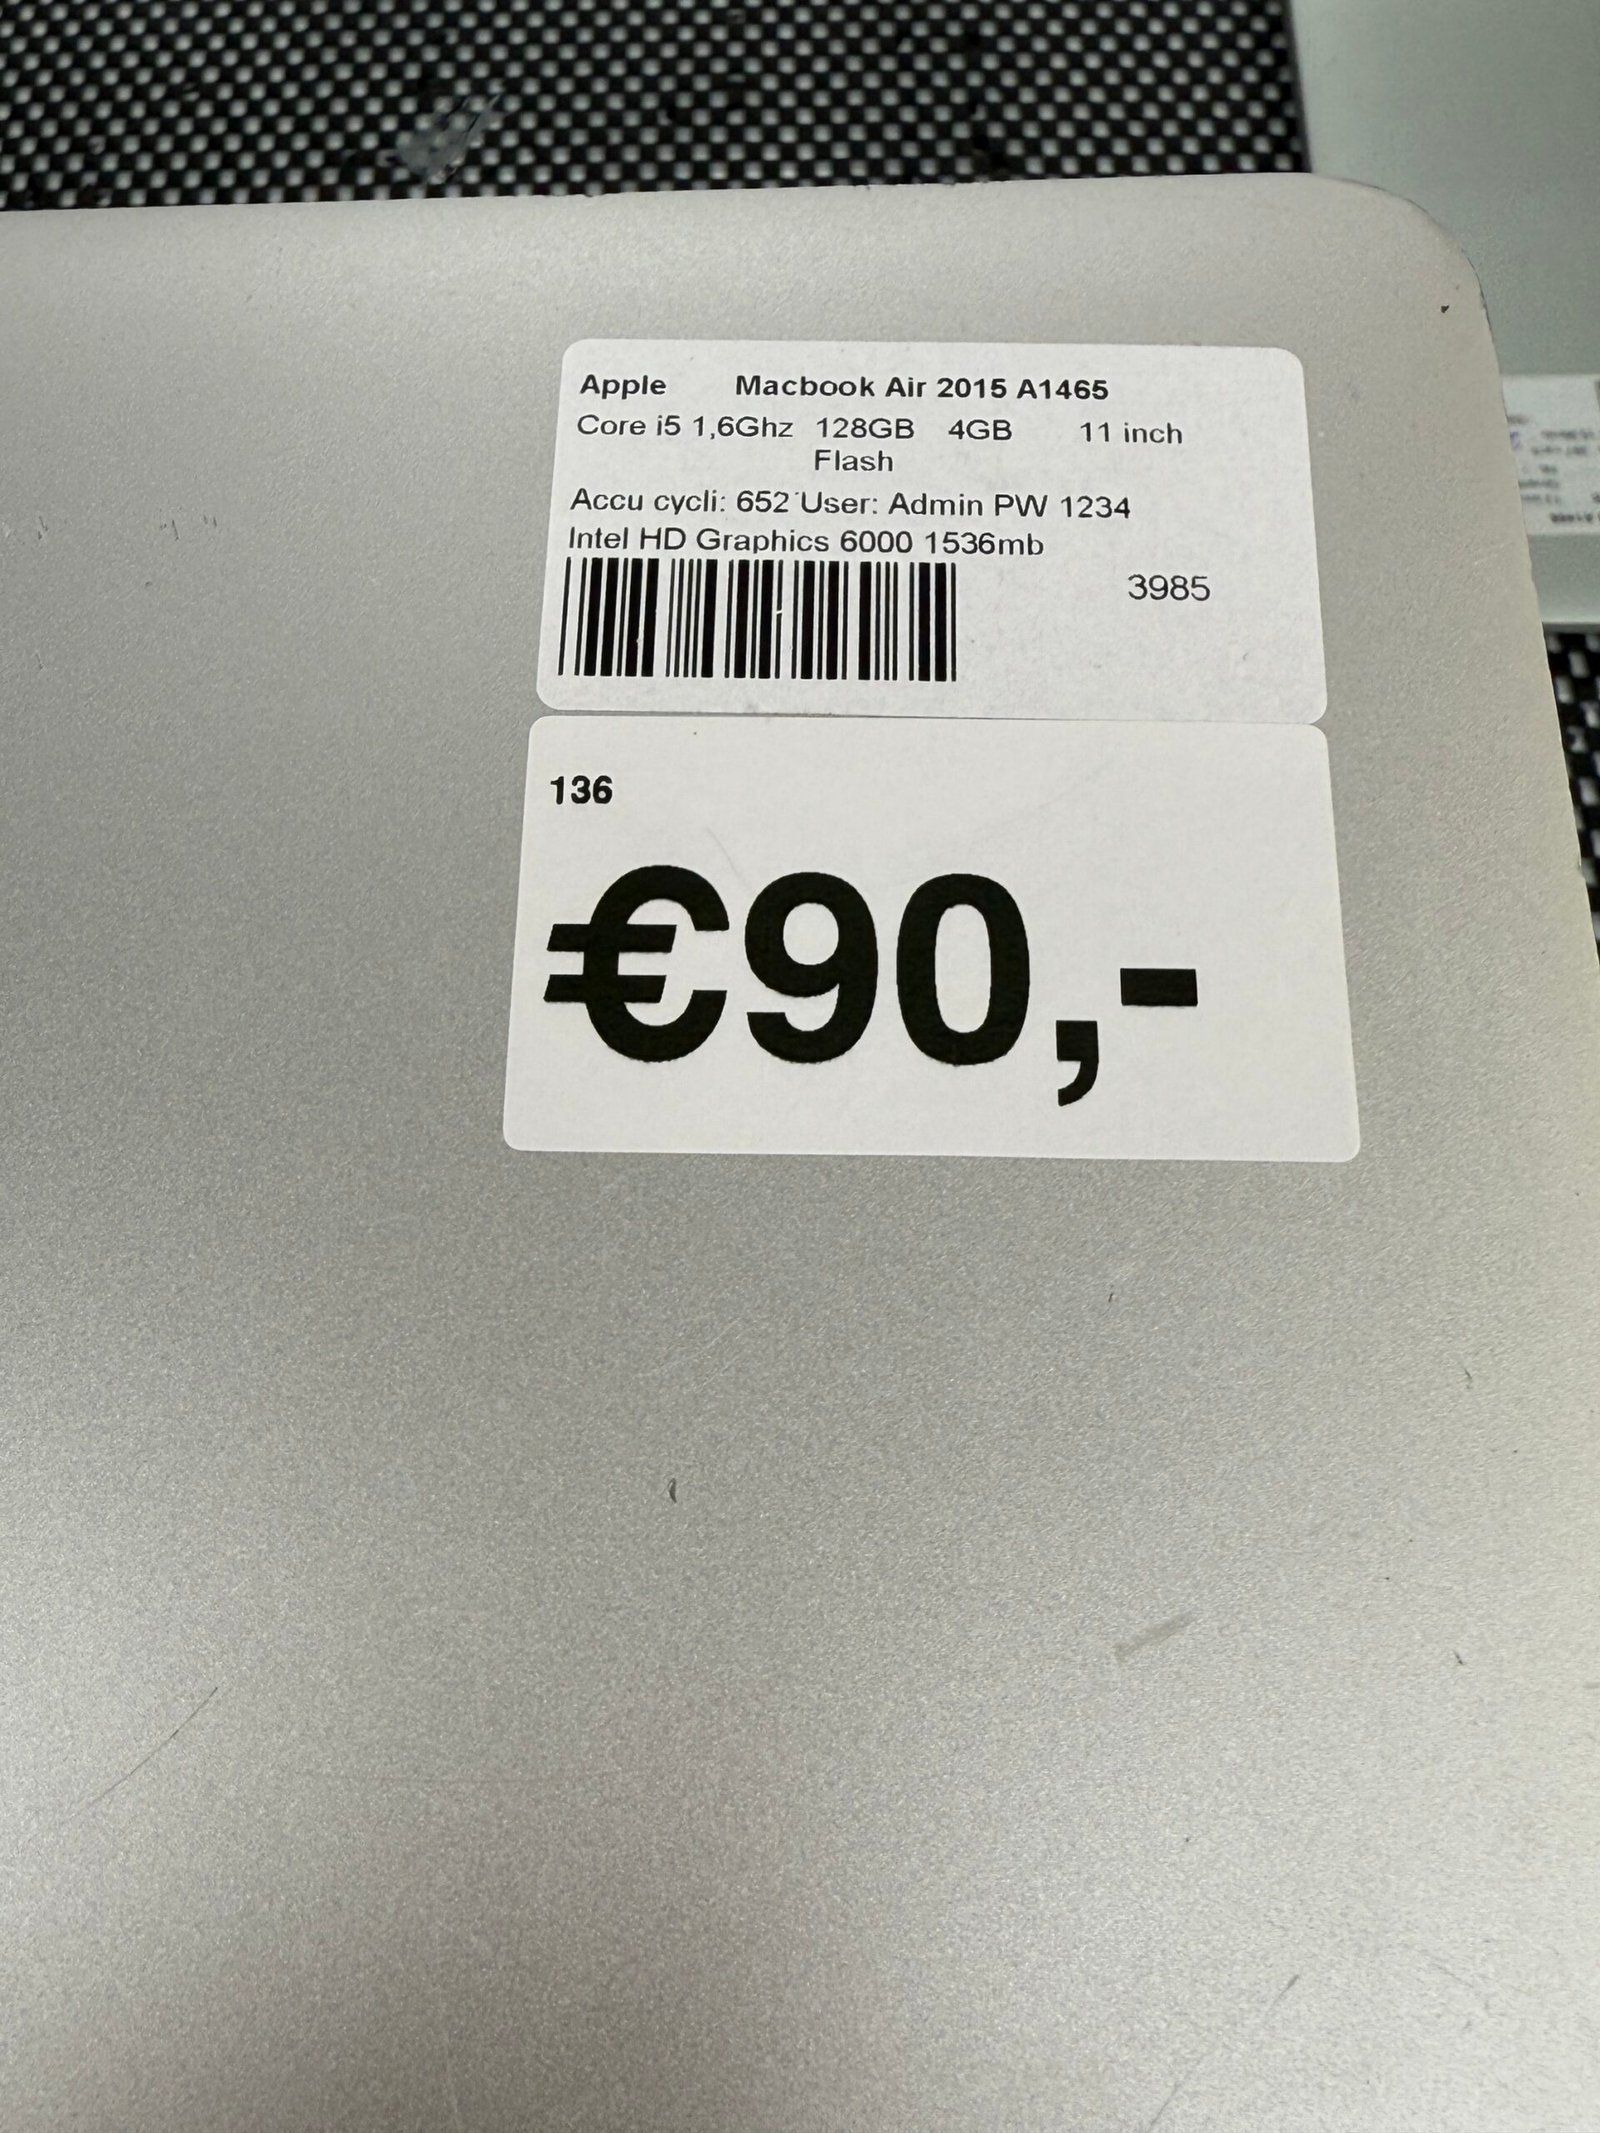 Apple Macbook Air 2015 A1465
Core i5 1,6Ghz 128GB 4GB 11 inch
Flash
Accu cycli: 652 User: Admin PW 1234
Intel HD Graphics 6000 1536mb
3985
136
€90,-